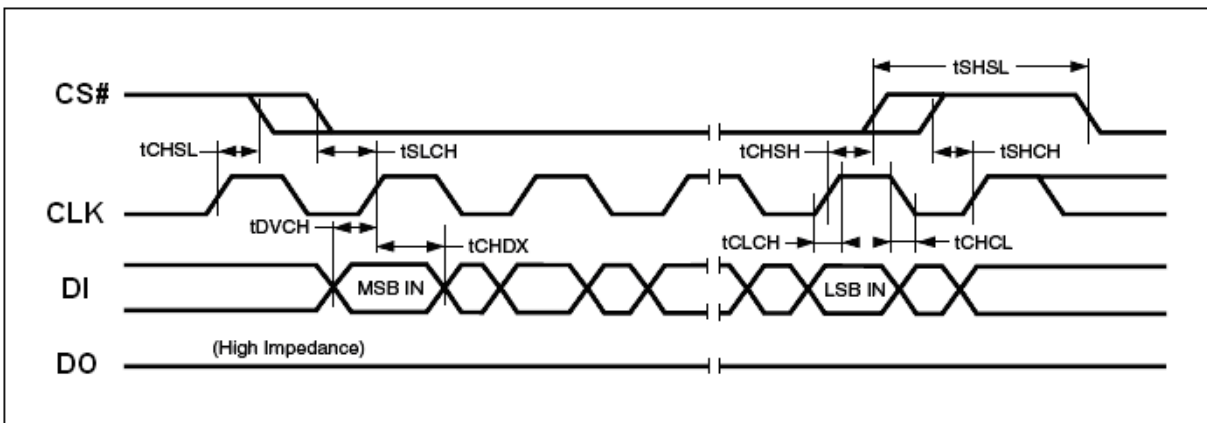 tSHSL
CS#
tCHSL
tSLCH
tCHSH
tSHCH
CLK
tDVCH
tCHDX
tCLCH
tCHCL
DI
MSB IN
LSB IN
(High Impedance)
DO